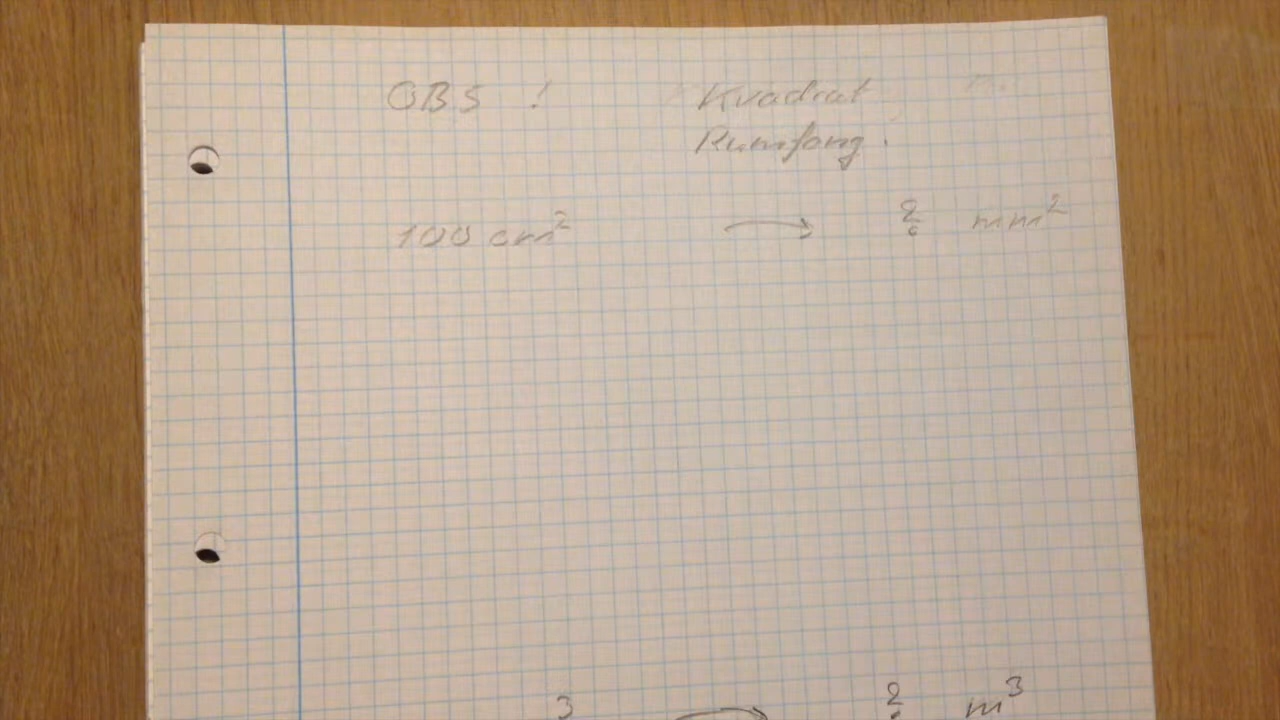 OBS !
Kvadrat
Rumfang.
100 cm² → ? mm²
³ → ? m³